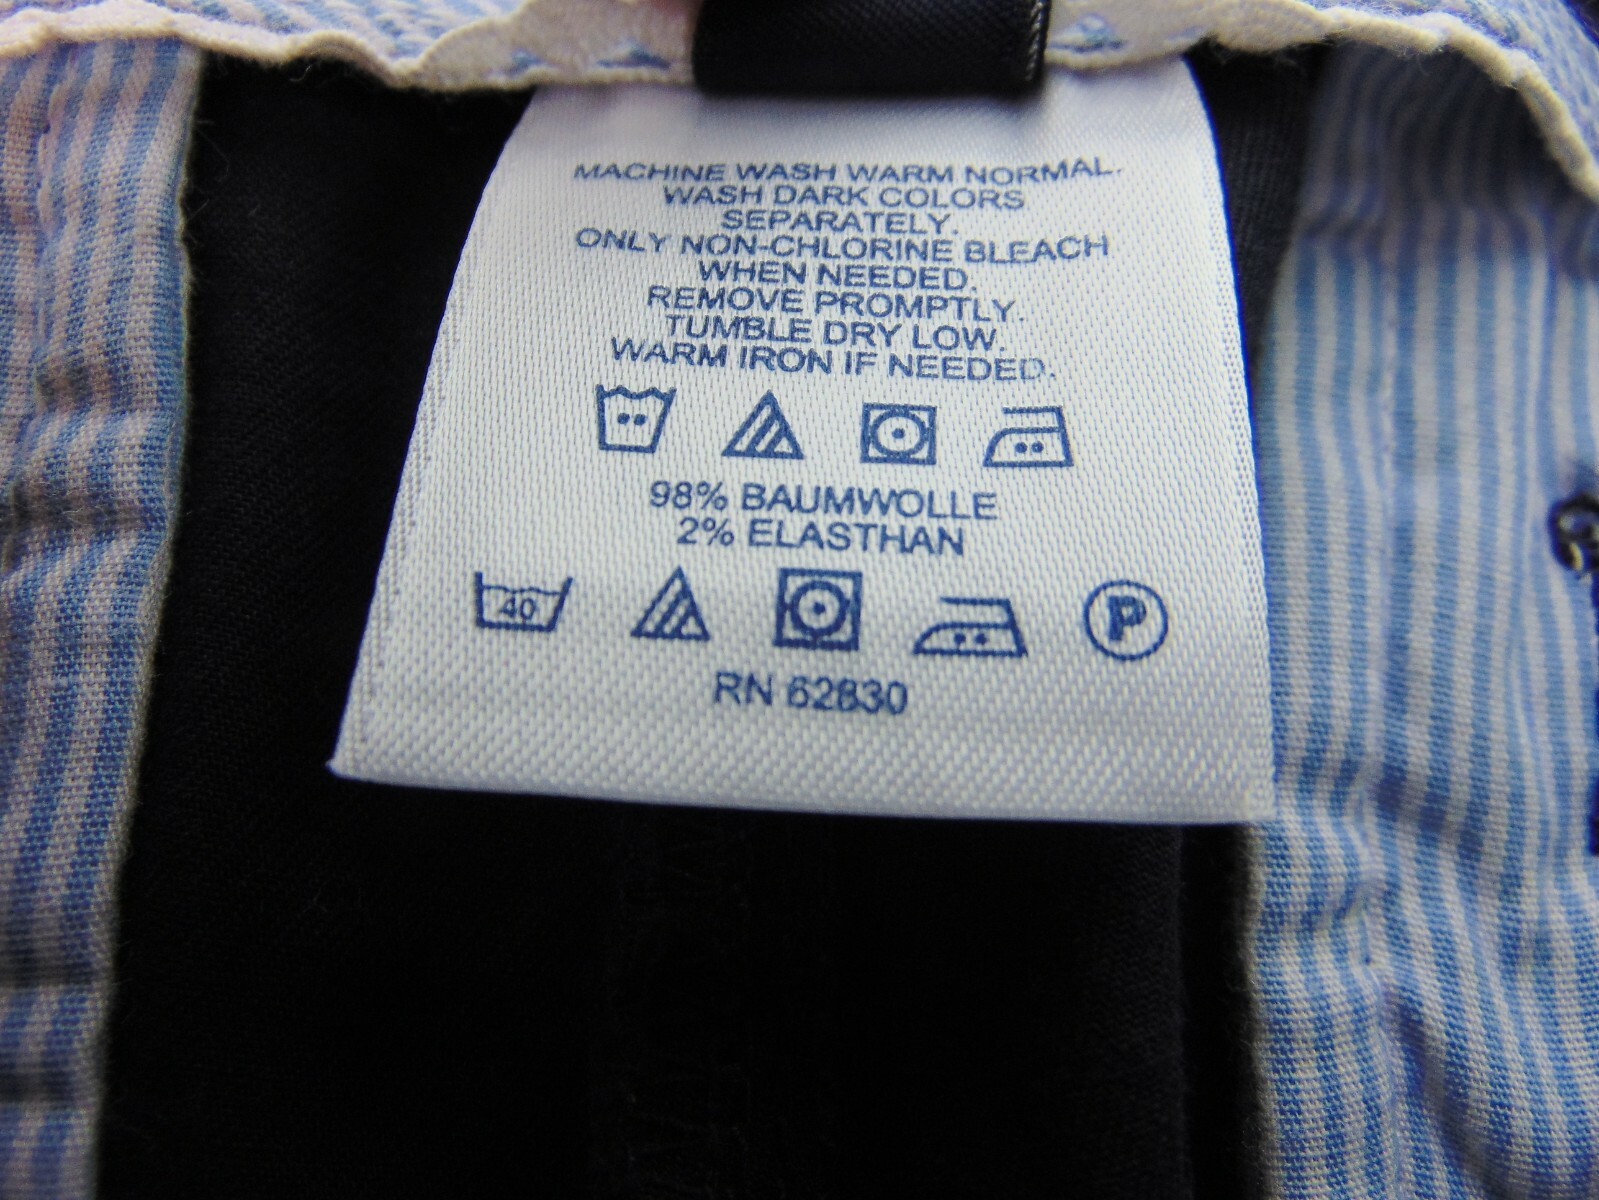 MACHINE WASH WARM NORMAL.
WASH DARK COLORS
SEPARATELY.
ONLY NON-CHLORINE BLEACH
WHEN NEEDED.
REMOVE PROMPTLY.
TUMBLE DRY LOW.
WARM IRON IF NEEDED.
98% BAUMWOLLE
2% ELASTHAN
40
P
RN 62830